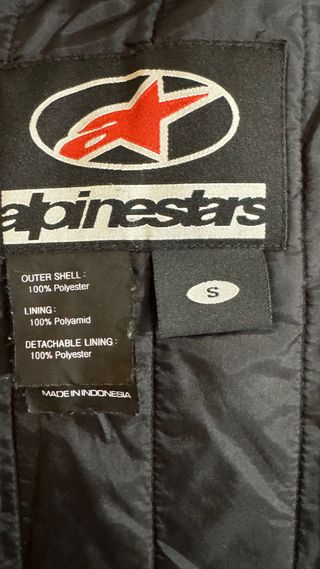 alpinestars
OUTER SHELL :
100% Polyester
LINING :
100% Polyamid
DETACHABLE LINING :
100% Polyester
S
MADE IN INDONESIA